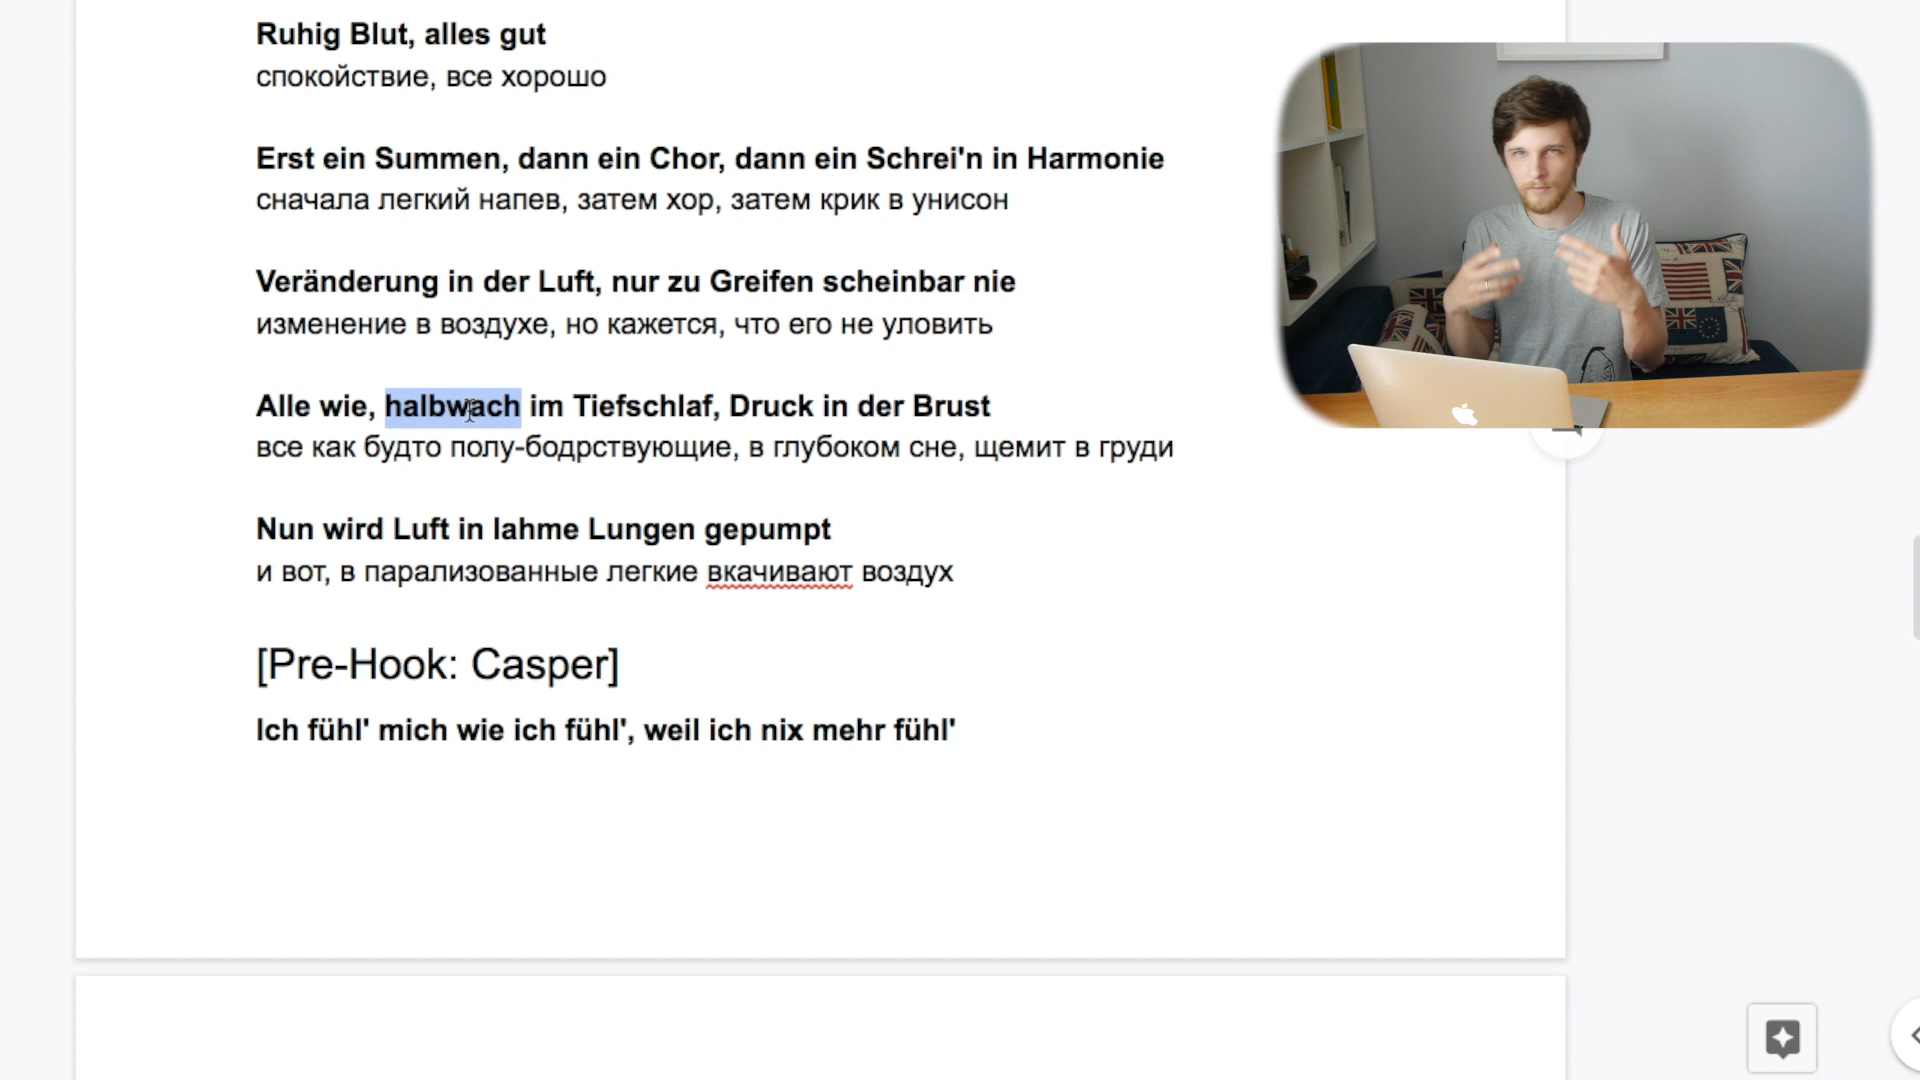 Ruhig Blut, alles gut
спокойствие, все хорошо
Erst ein Summen, dann ein Chor, dann ein Schrei'n in Harmonie
сначала легкий напев, затем хор, затем крик в унисон
Veränderung in der Luft, nur zu Greifen scheinbar nie
изменение в воздухе, но кажется, что его не уловить
Alle wie, halbwach im Tiefschlaf, Druck in der Brust
все как будто полу-бодрствующие, в глубоком сне, щемит в груди
Nun wird Luft in lahme Lungen gepumpt
и вот, в парализованные легкие вкачивают воздух
[Pre-Hook: Casper]
Ich fühl' mich wie ich fühl', weil ich nix mehr fühl'